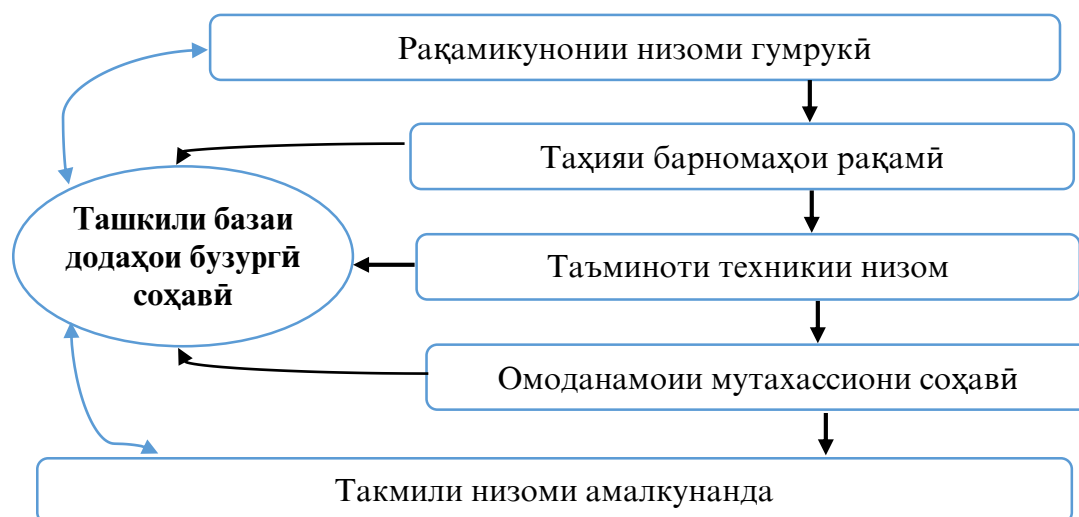 Рақамикунонии низоми гумрукӣ
Таҳияи барномаҳои рақамӣ
Ташкили базаи
додаҳои бузургӣ
соҳавӣ
Таъминоти техникии низом
Омоданамоии мутахассиони соҳавӣ
Такмили низоми амалкунанда